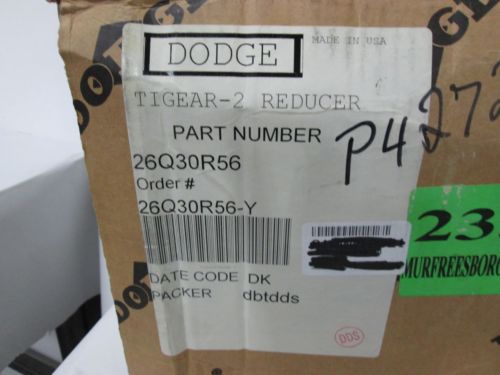 DODGE
MADE IN USA
TIGEAR-2 REDUCER
PART NUMBER
26Q30R56
Order #
26Q30R56-Y
DATE CODE DK
PACKER dbtdds
DDS
P4272
23
MURFREESBORO